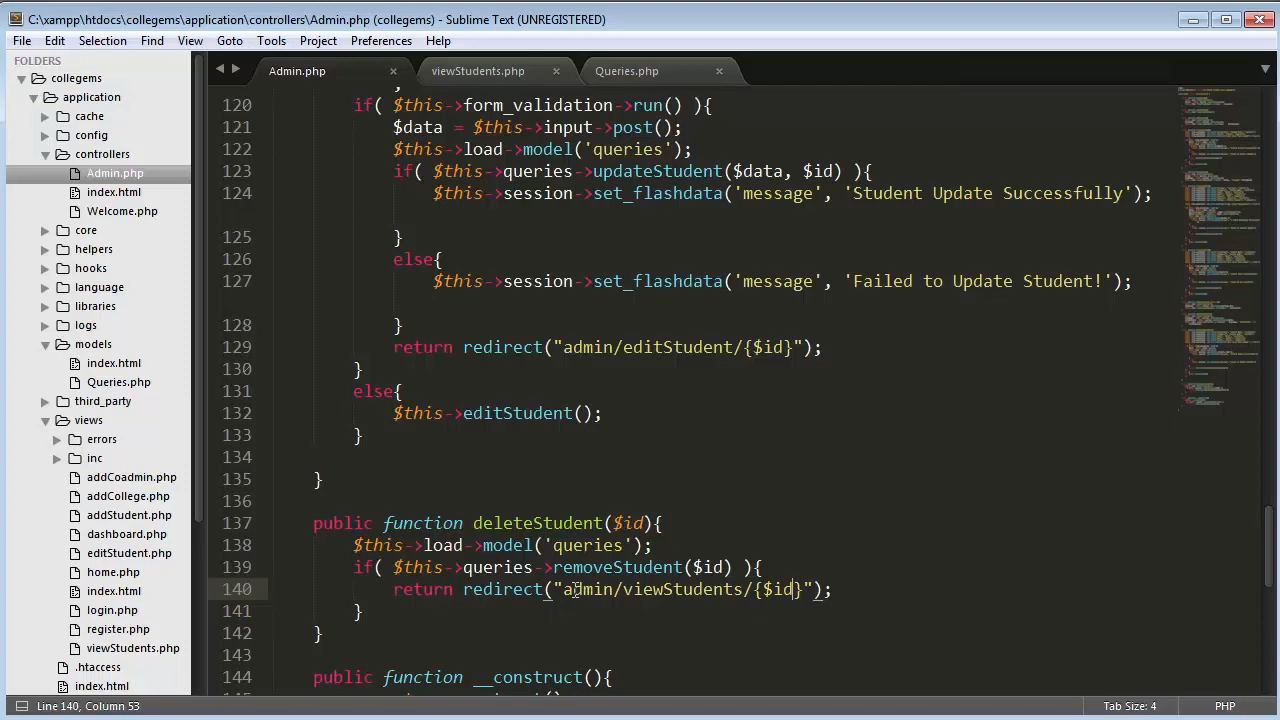 C:\xampp\htdocs\collegems\application\controllers\Admin.php (collegems) - Sublime Text (UNREGISTERED)
File Edit Selection Find View Goto Tools Project Preferences Help
FOLDERS
collegems
application
cache
config
controllers
Admin.php
index.html
Welcome.php
core
helpers
hooks
language
libraries
logs
models
index.html
Queries.php
third_party
views
errors
inc
addCoadmin.php
addCollege.php
addStudent.php
dashboard.php
editStudent.php
home.php
index.html
login.php
register.php
viewStudents.php
.htaccess
index.html
Admin.php × viewStudents.php × Queries.php ×
120 if( $this->form_validation->run() ){
121 $data = $this->input->post();
122 $this->load->model('queries');
123 if( $this->queries->updateStudent($data, $id) ){
124 $this->session->set_flashdata('message', 'Student Update Successfully');
125 }
126 else{
127 $this->session->set_flashdata('message', 'Failed to Update Student!');
128 }
129 return redirect("admin/editStudent/{$id}");
130 }
131 else{
132 $this->editStudent();
133 }
134
135 }
136
137 public function deleteStudent($id){
138 $this->load->model('queries');
139 if( $this->queries->removeStudent($id) ){
140 return redirect("admin/viewStudents/{$id}");
141 }
142 }
143
144 public function __construct(){
Line 140, Column 53
Tab Size: 4 PHP